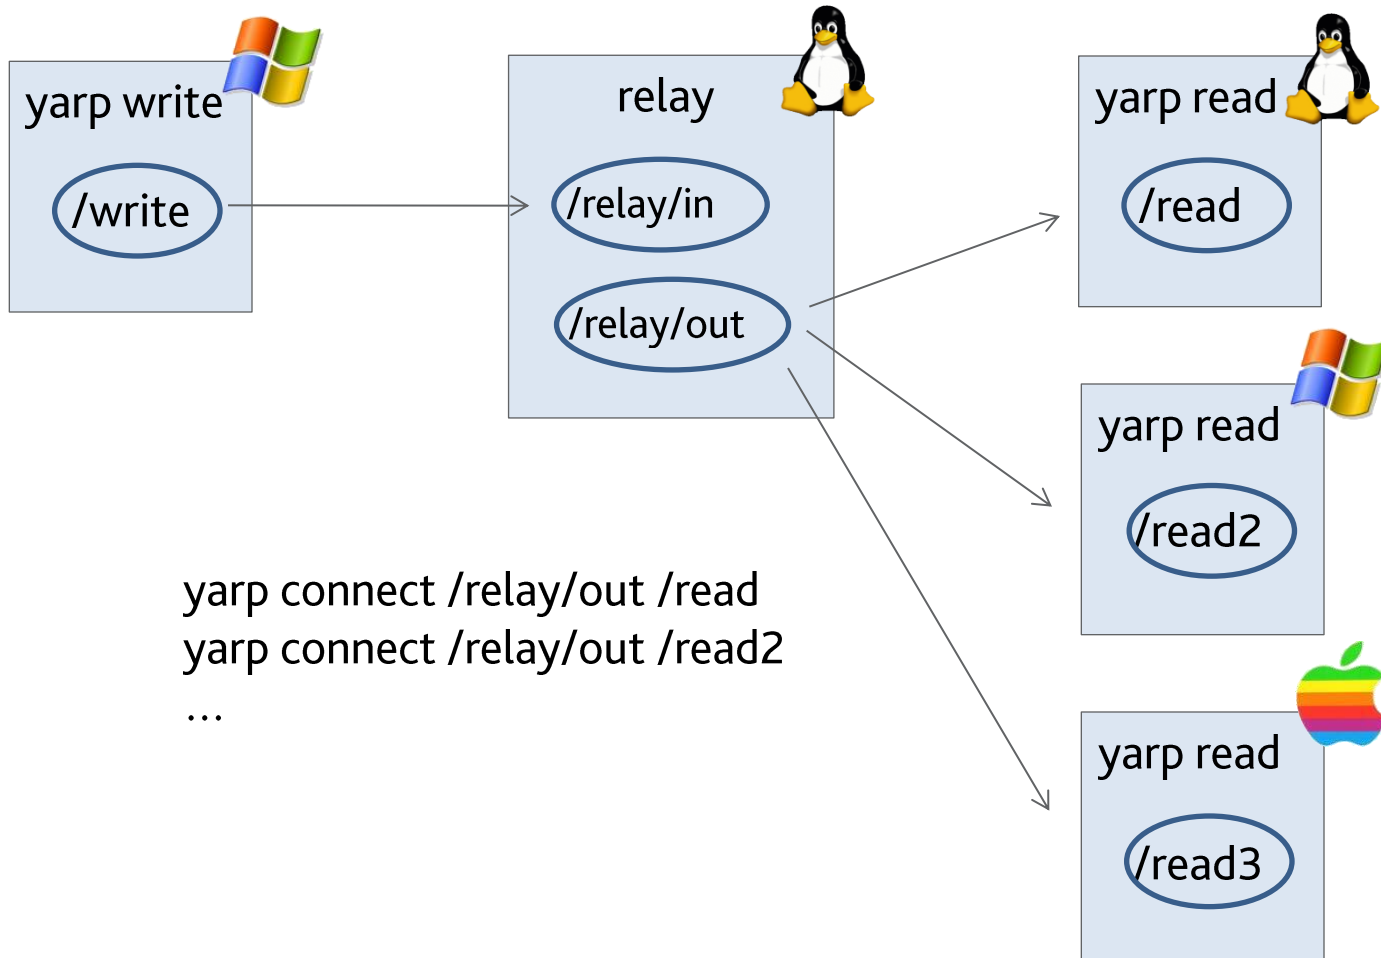 yarp write
/write
relay
/relay/in
/relay/out
yarp read
/read
yarp read
/read2
yarp read
/read3
yarp connect /relay/out /read
yarp connect /relay/out /read2
…